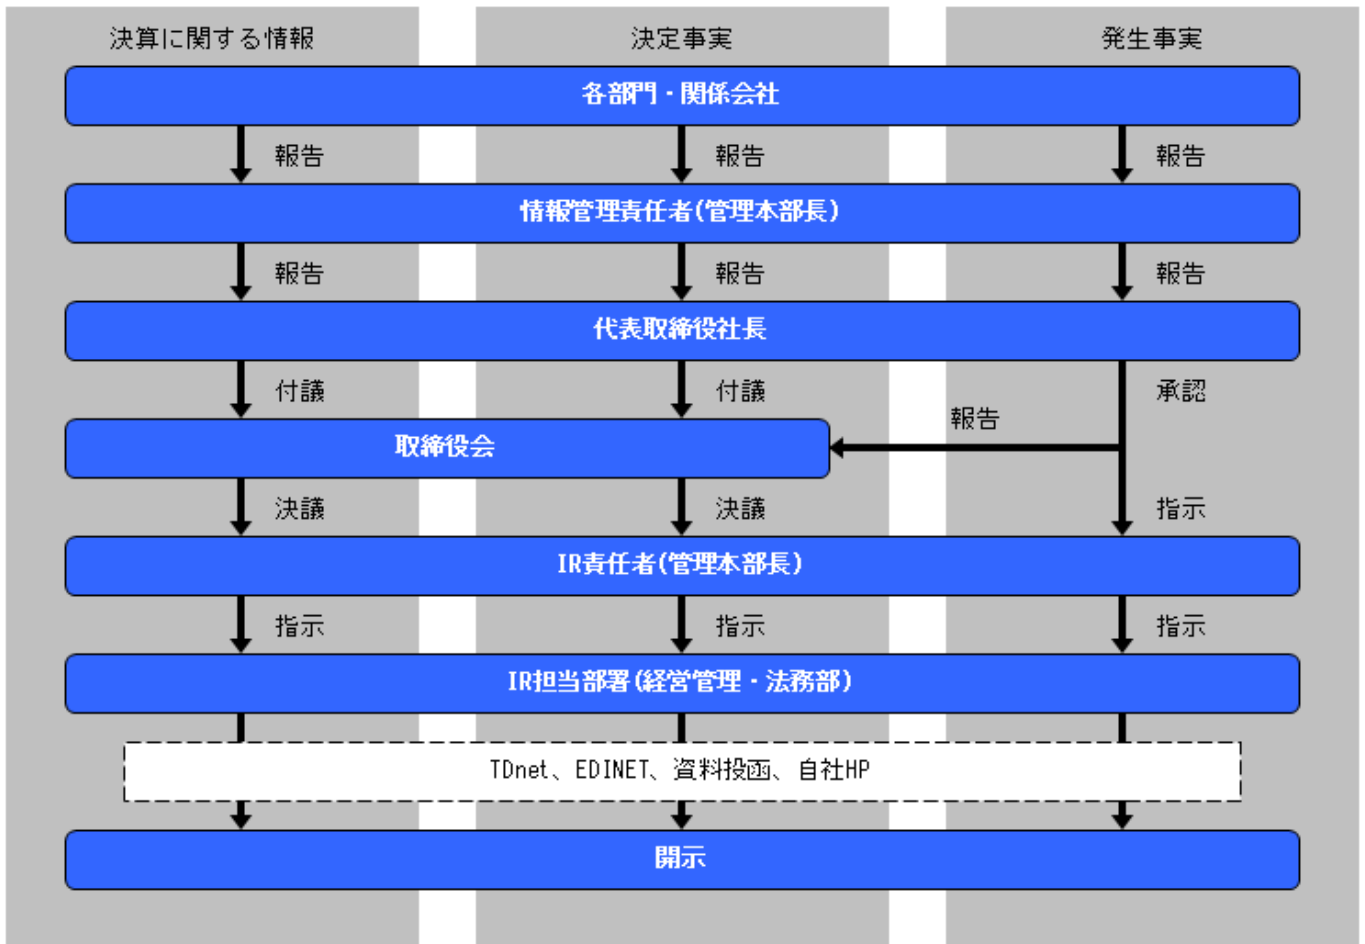 決算に関する情報
決定事実
発生事実
各部門・関係会社
報告
報告
報告
情報管理責任者(管理本部長)
報告
報告
報告
代表取締役社長
付議
付議
承認
報告
取締役会
決議
決議
指示
IR責任者(管理本部長)
指示
指示
指示
IR担当部署(経営管理・法務部)
TDnet、EDINET、資料投函、自社HP
開示